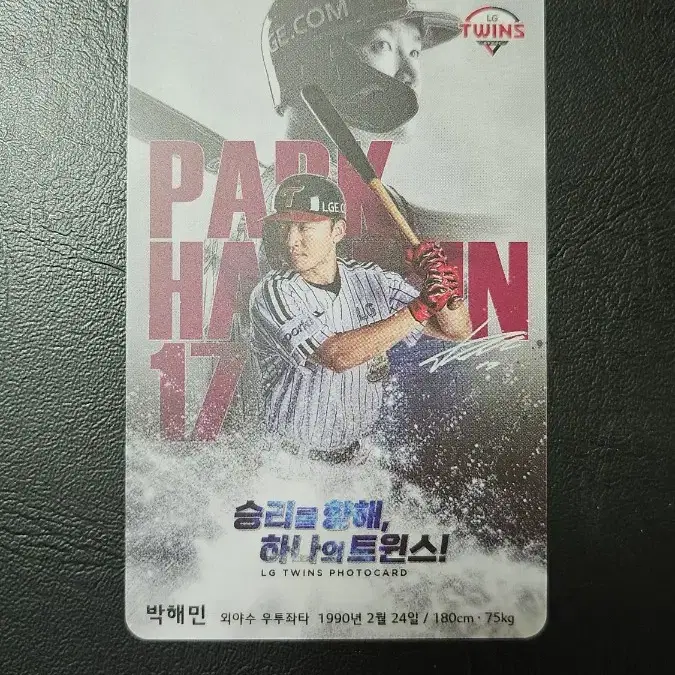 GE.COM
LG
TWINS
PARK
HA
17
LGE.C
LG
승리를 향해,
하나의 트윈스!
LG TWINS PHOTOCARD
박해민 외야수 우투좌타 1990년 2월 24일 / 180cm · 75kg